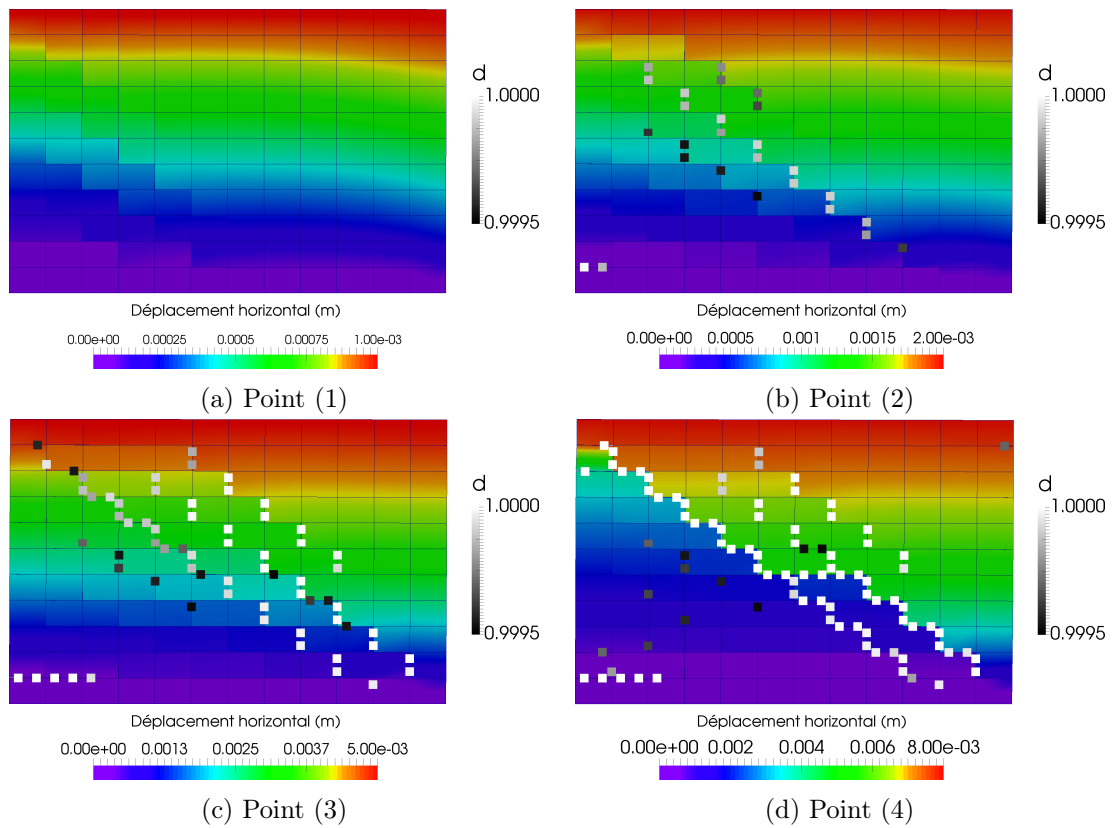 d
1.0000
0.9995
Déplacement horizontal (m)
0.00e+00 0.00025 0.0005 0.00075 1.00e-03
(a) Point (1)
d
1.0000
0.9995
Déplacement horizontal (m)
0.00e+00 0.0005 0.001 0.0015 2.00e-03
(b) Point (2)
d
1.0000
0.9995
Déplacement horizontal (m)
0.00e+00 0.0013 0.0025 0.0037 5.00e-03
(c) Point (3)
d
1.0000
0.9995
Déplacement horizontal (m)
0.00e+00 0.002 0.004 0.006 8.00e-03
(d) Point (4)